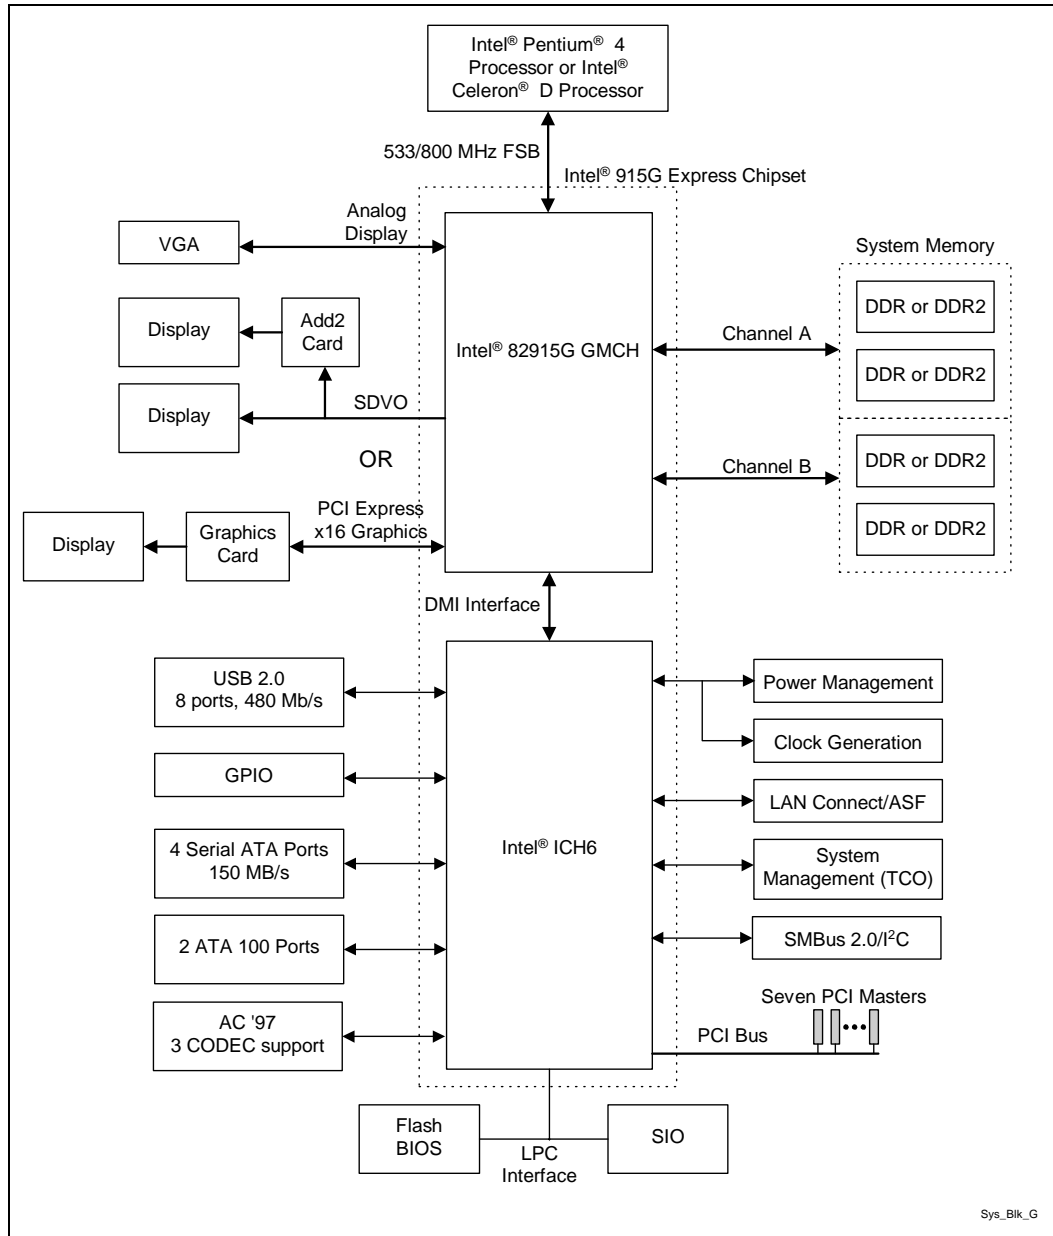 Intel® Pentium® 4
Processor or Intel®
Celeron® D Processor
533/800 MHz FSB
Intel® 915G Express Chipset
Analog
Display
VGA
System Memory
DDR or DDR2
Display
Add2
Card
Intel® 82915G GMCH
Channel A
DDR or DDR2
Display
SDVO
OR
Channel B
DDR or DDR2
DDR or DDR2
PCI Express
x16 Graphics
Display
Graphics
Card
DMI Interface
USB 2.0
8 ports, 480 Mb/s
Power Management
Clock Generation
GPIO
LAN Connect/ASF
4 Serial ATA Ports
150 MB/s
Intel® ICH6
System
Management (TCO)
2 ATA 100 Ports
SMBus 2.0/I²C
Seven PCI Masters
AC '97
3 CODEC support
PCI Bus
Flash
BIOS
LPC
Interface
SIO
Sys_Blk_G